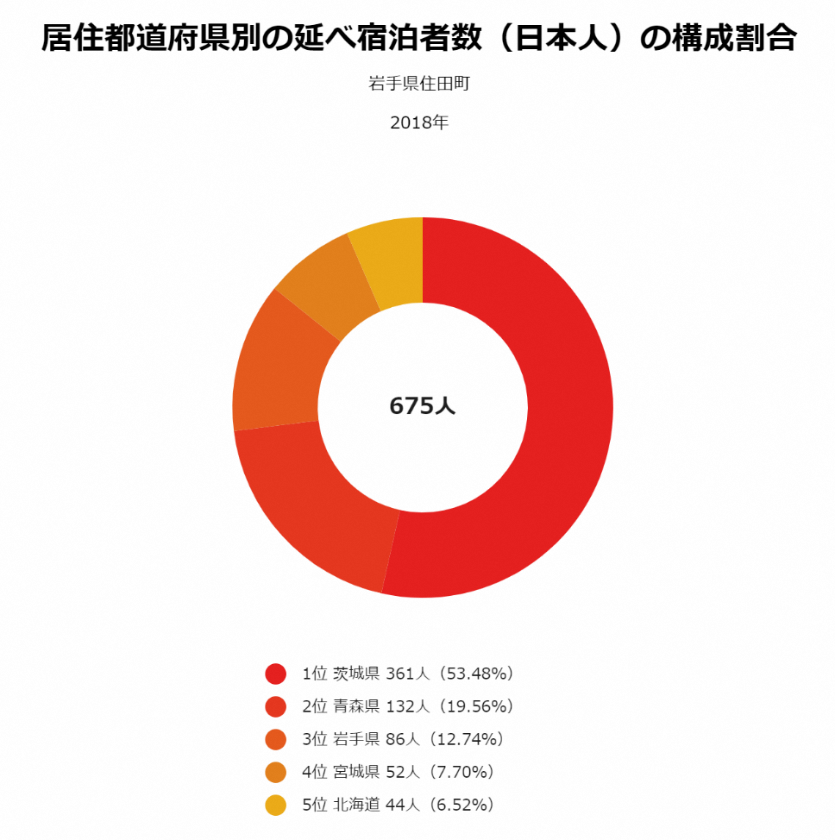 居住都道府県別の延べ宿泊者数（日本人）の構成割合
岩手県住田町
2018年
675人
1位 茨城県 361人（53.48%）
2位 青森県 132人（19.56%）
3位 岩手県 86人（12.74%）
4位 宮城県 52人（7.70%）
5位 北海道 44人（6.52%）